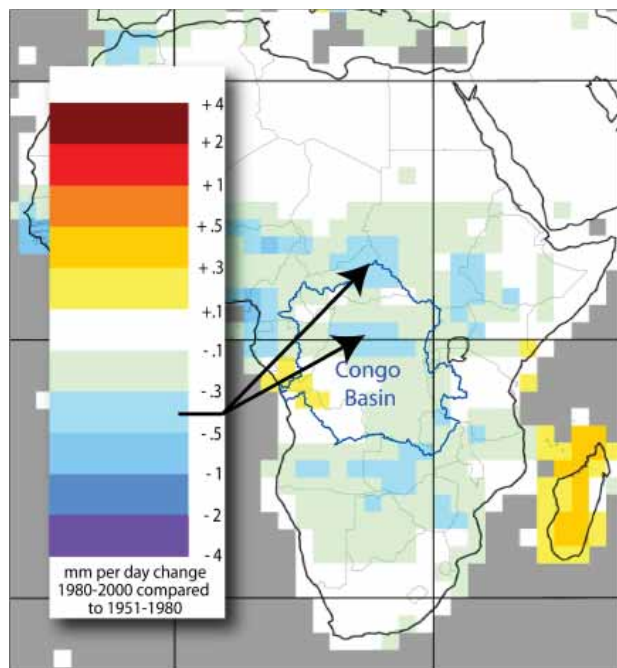 + 4
+ 2
+ 1
+ .5
+ .3
+.1
- .1
- .3
- .5
- 1
- 2
- 4
mm per day change
1980-2000 compared
to 1951-1980
Congo
Basin